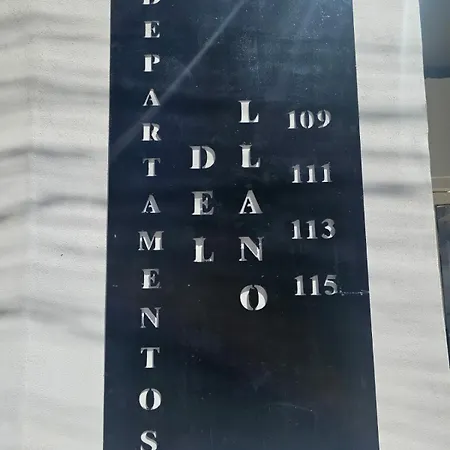 DEPARTAMENTOS
DEL
LLANO
109
111
113
115